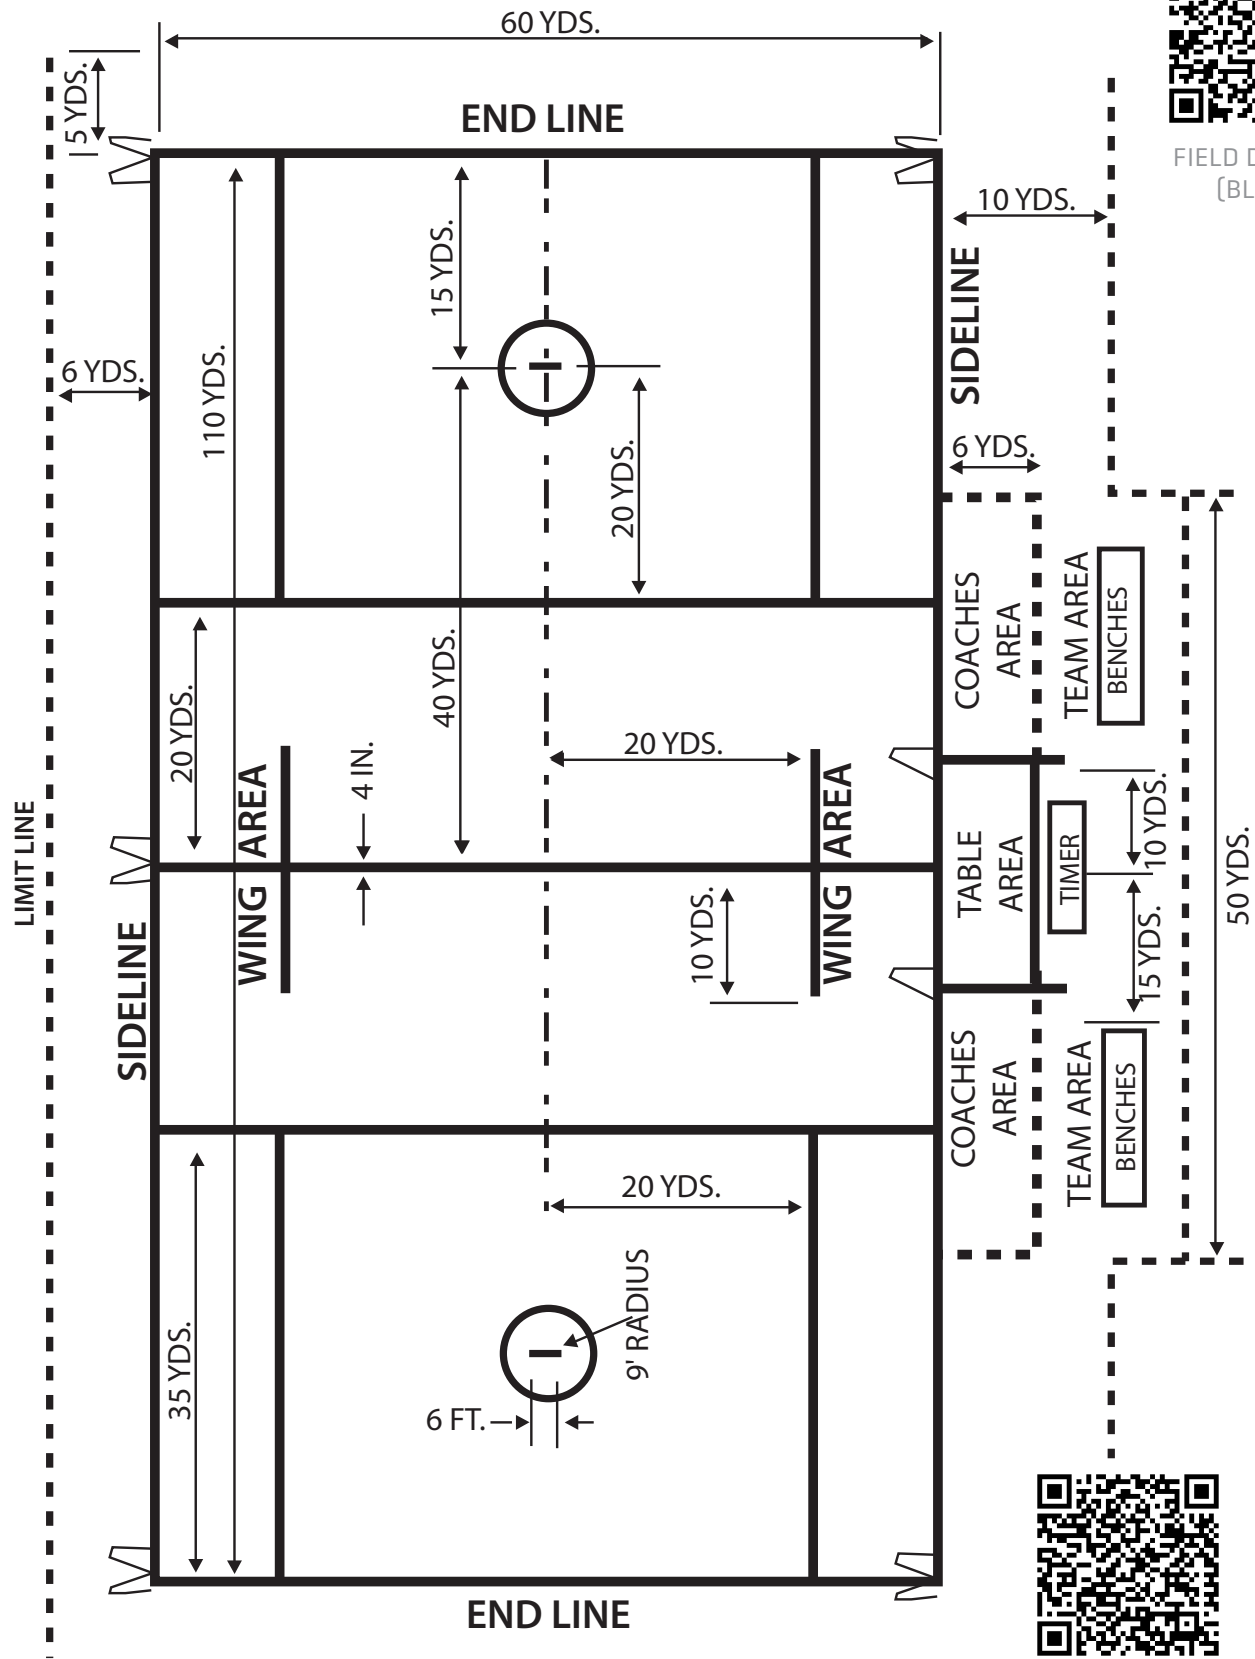 60 YDS.
5 YDS.
END LINE
FIELD D
(BL
10 YDS.
SIDELINE
15 YDS.
6 YDS.
110 YDS.
6 YDS.
20 YDS.
COACHES
AREA
TEAM AREA
BENCHES
40 YDS.
20 YDS.
20 YDS.
4 IN.
WING AREA
WING AREA
LIMIT LINE
TABLE
AREA
TIMER
10 YDS.
50 YDS.
10 YDS.
15 YDS.
SIDELINE
COACHES
AREA
TEAM AREA
BENCHES
20 YDS.
9' RADIUS
35 YDS.
6 FT.
END LINE